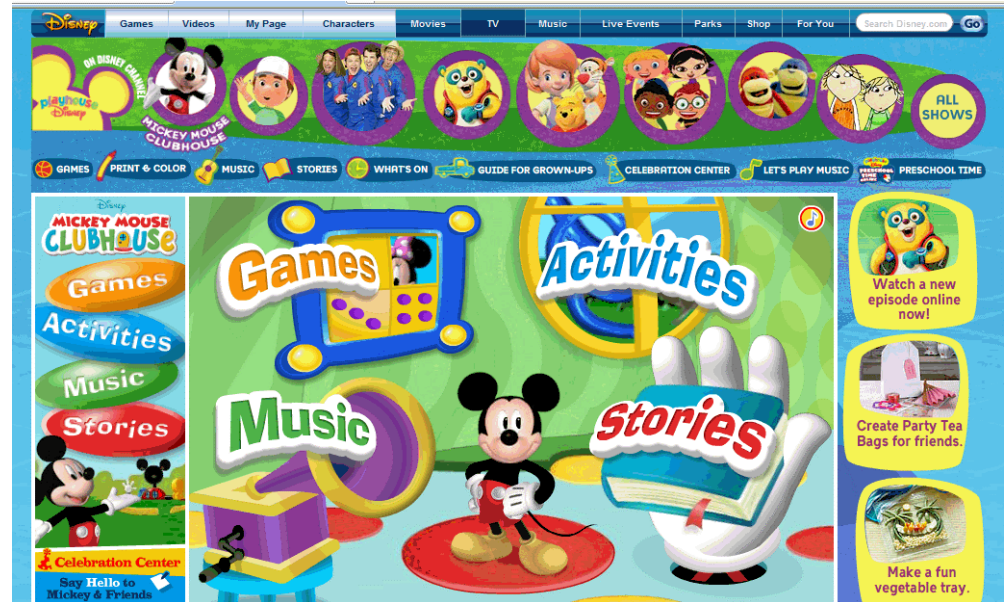 Disney
Games
Videos
My Page
Characters
Movies
TV
Music
Live Events
Parks
Shop
For You
Search Disney.com
Go
ON DISNEY CHANNEL
playhouse
Disney
MICKEY MOUSE
CLUBHOUSE
ALL
SHOWS
GAMES
PRINT & COLOR
MUSIC
STORIES
WHAT'S ON
GUIDE FOR GROWN-UPS
CELEBRATION CENTER
LET'S PLAY MUSIC
PRESCHOOL TIME
Disney
MICKEY MOUSE
CLUBHOUSE
Games
Activities
Music
Stories
Celebration Center
Say Hello to
Mickey & Friends
Games
Activities
Music
Stories
Watch a new
episode online
now!
Create Party Tea
Bags for friends.
Make a fun
vegetable tray.